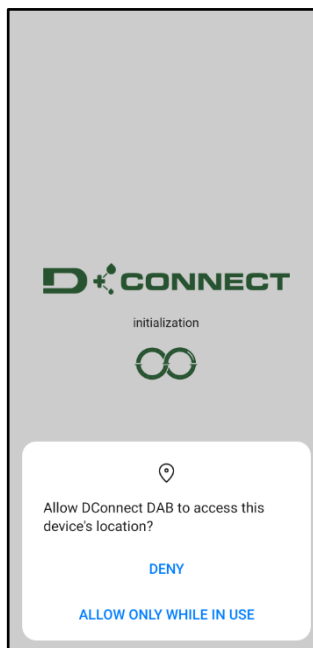 D CONNECT
initialization
Allow DConnect DAB to access this
device's location?
DENY
ALLOW ONLY WHILE IN USE